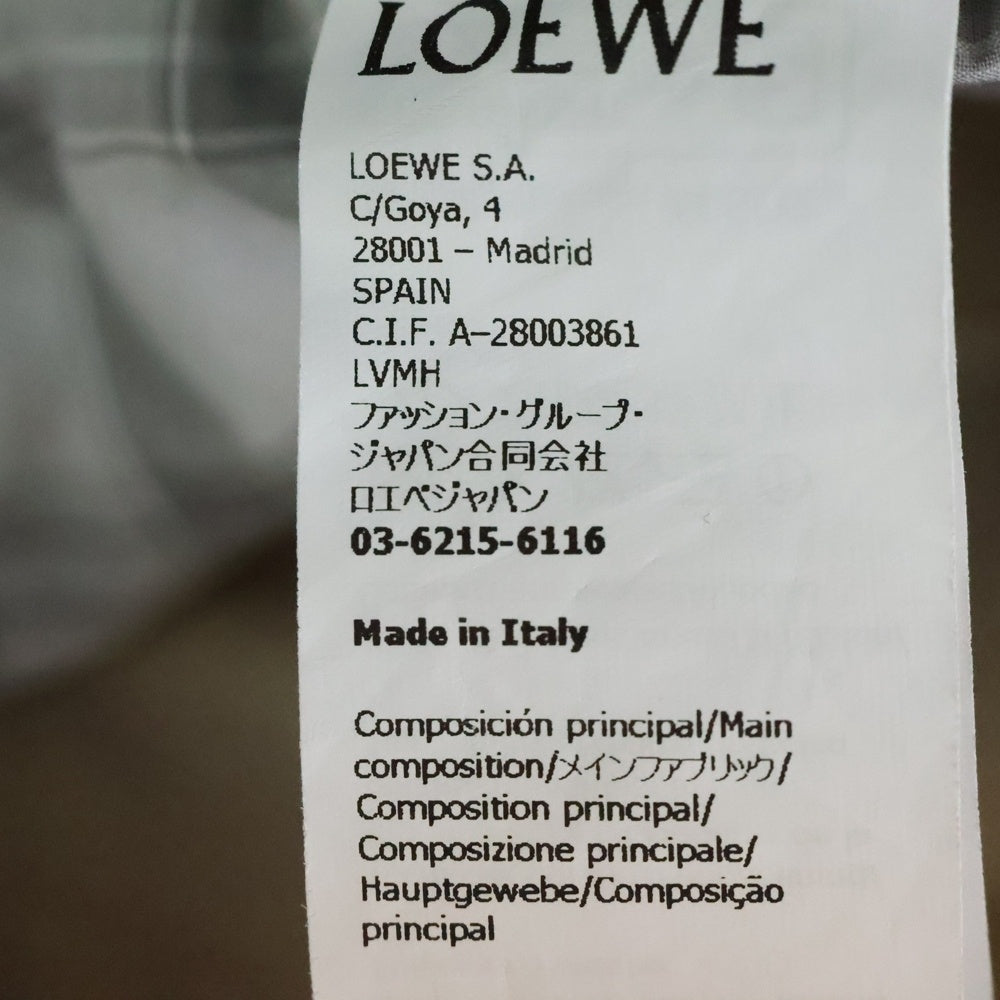 LOEWE
LOEWE S.A.
C/Goya, 4
28001 – Madrid
SPAIN
C.I.F. A–28003861
LVMH
ファッション・グループ・
ジャパン合同会社
ロエベジャパン
03-6215-6116
Made in Italy
Composición principal/Main
composition/メインファブリック/
Composition principal/
Composizione principale/
Hauptgewebe/Composição
principal